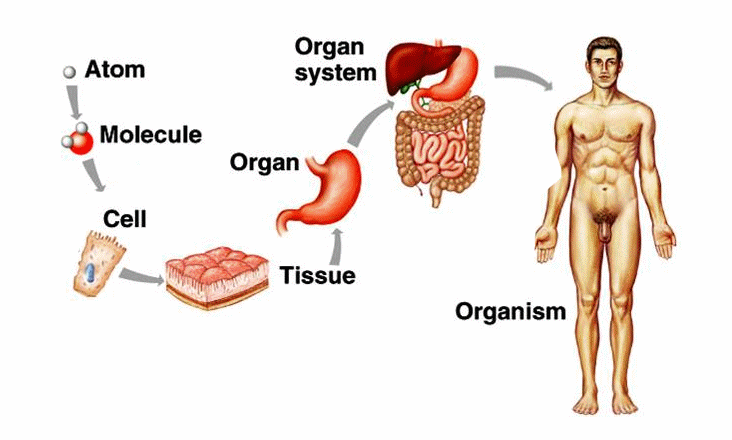 Atom
Molecule
Cell
Tissue
Organ
Organ
system
Organism